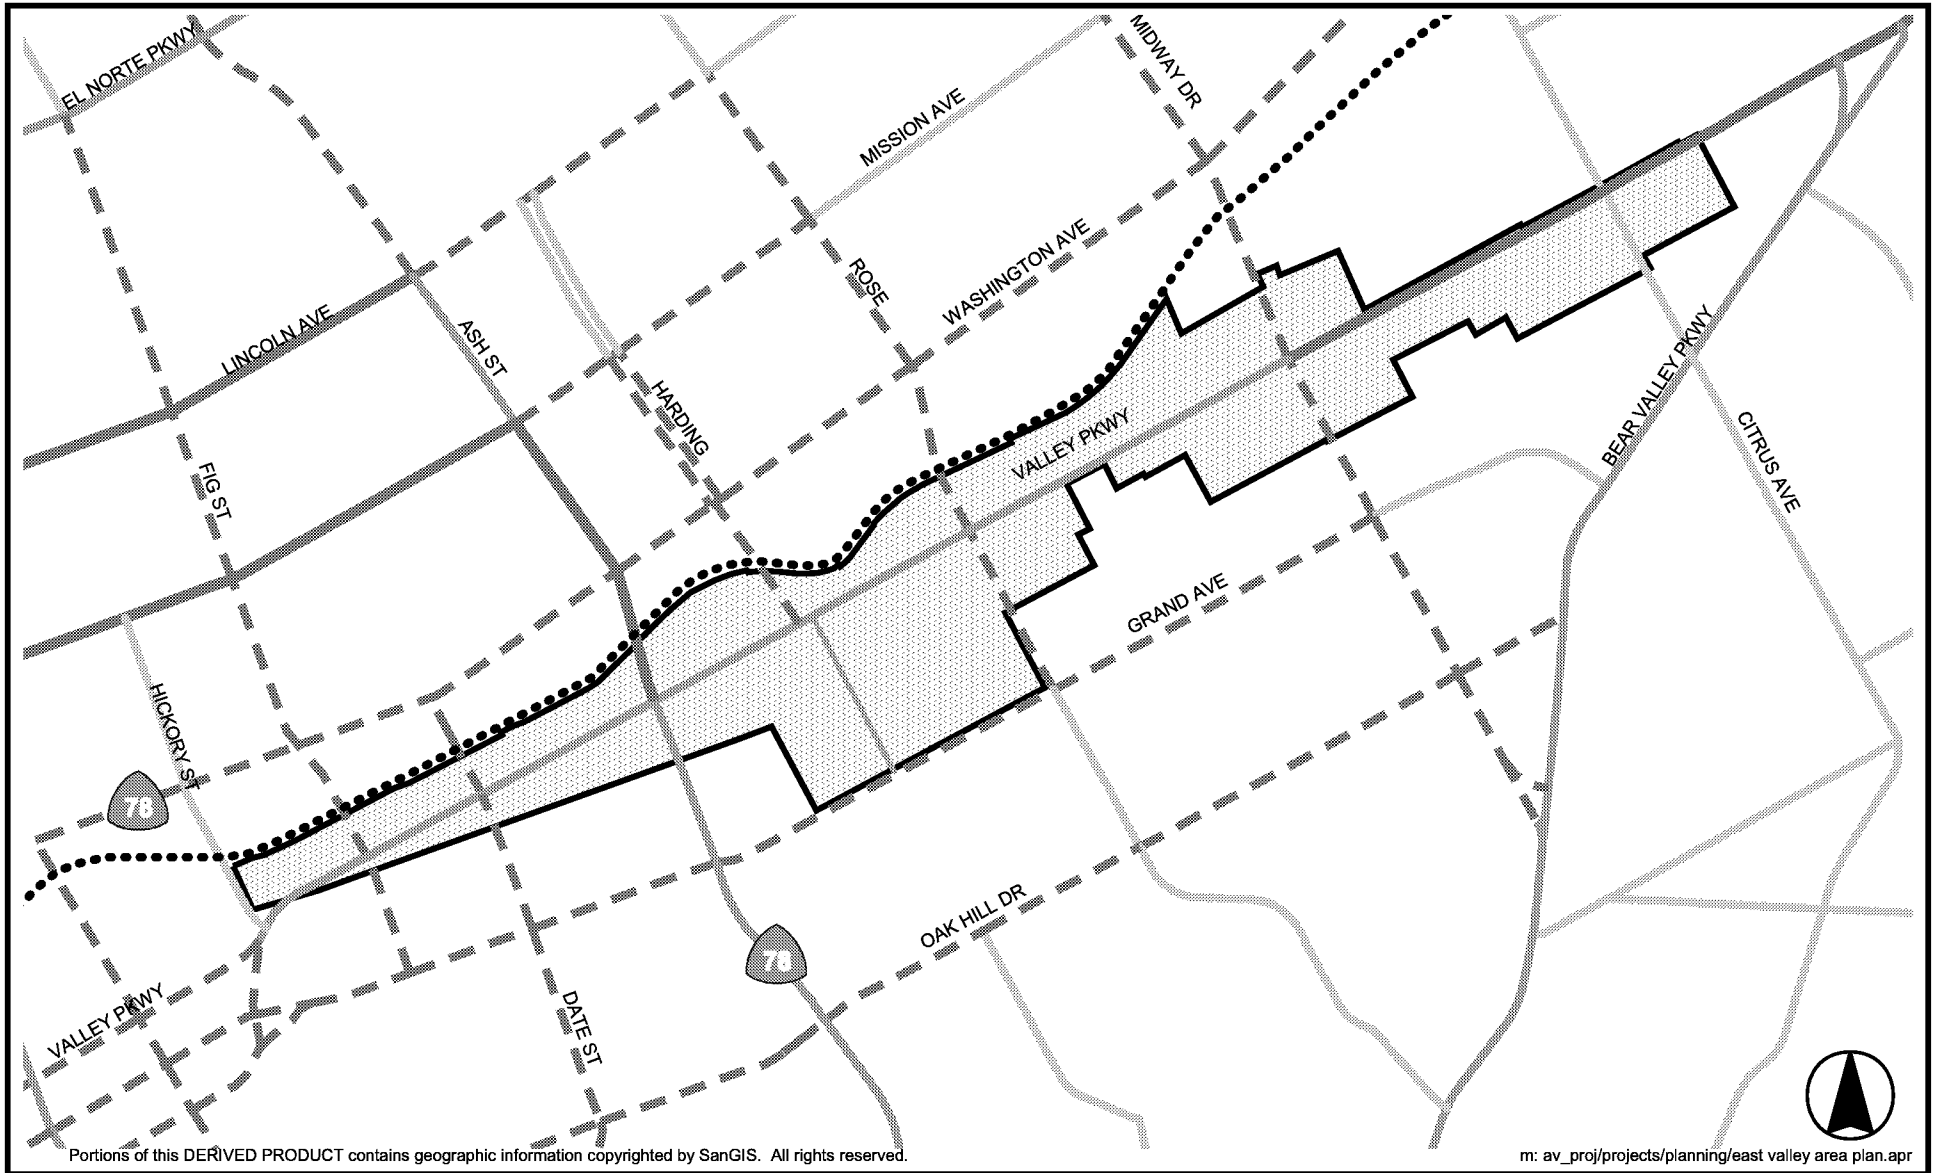 EL NORTE PKWY
MIDWAY DR
MISSION AVE
WASHINGTON AVE
ROSE
LINCOLN AVE
ASH ST
HARDING
VALLEY PKWY
BEAR VALLEY PKWY
CITRUS AVE
FIG ST
GRAND AVE
HICKORY ST
78
OAK HILL DR
78
VALLEY PKWY
DATE ST
Portions of this DERIVED PRODUCT contains geographic information copyrighted by SanGIS. All rights reserved.
m: av_proj/projects/planning/east valley area plan.apr